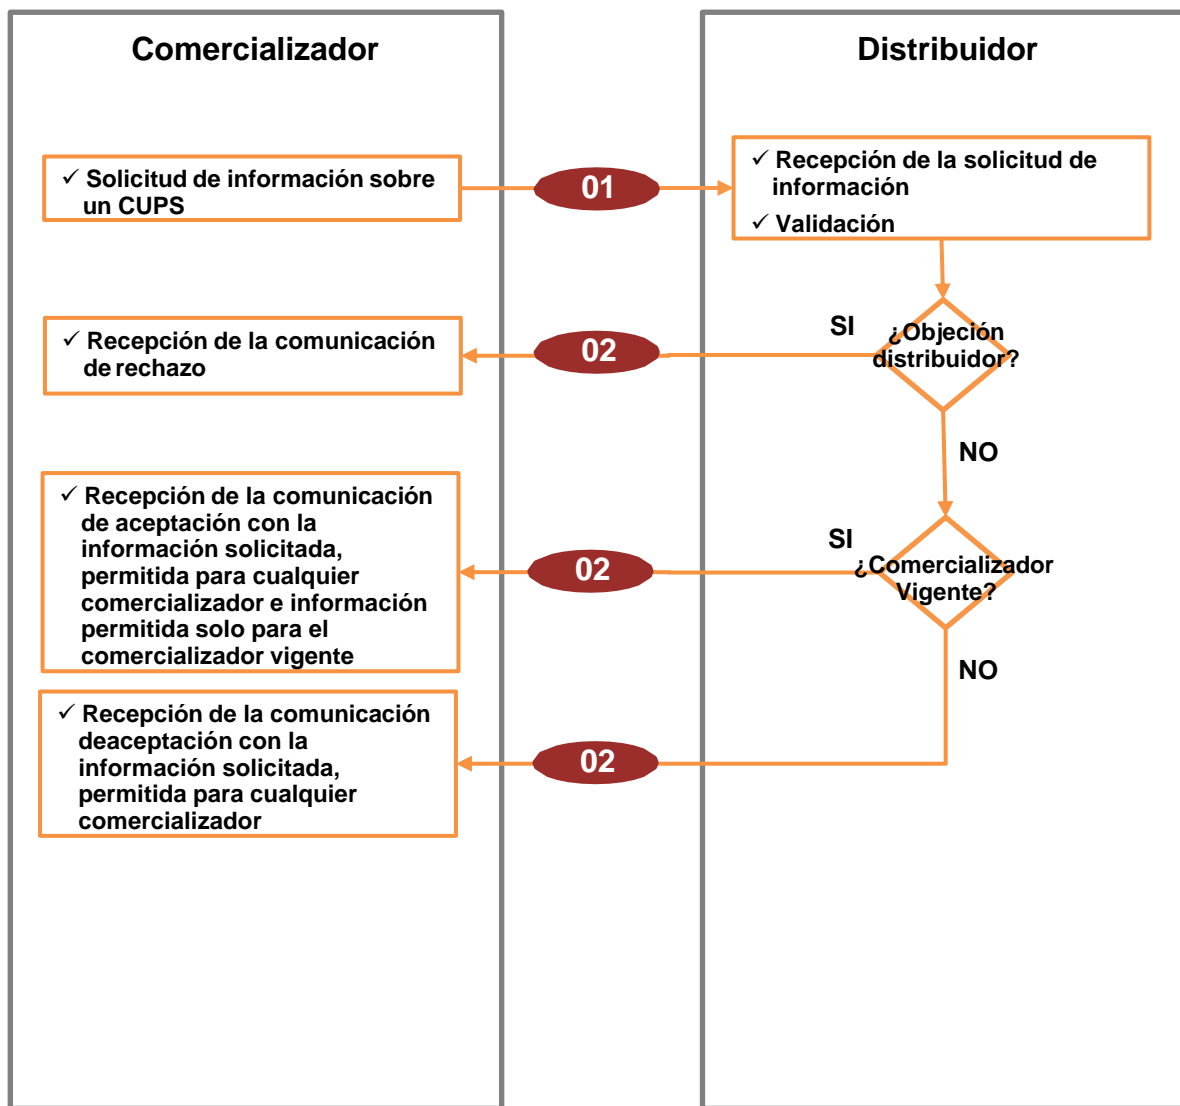 Comercializador
Distribuidor
✓ Solicitud de información sobre
un CUPS
01
✓ Recepción de la solicitud de
información
✓ Validación
✓ Recepción de la comunicación
de rechazo
02
SI
¿Objeción
distribuidor?
NO
✓ Recepción de la comunicación
de aceptación con la
información solicitada,
permitida para cualquier
comercializador e información
permitida solo para el
comercializador vigente
02
SI
¿Comercializador
Vigente?
NO
✓ Recepción de la comunicación
deaceptación con la
información solicitada,
permitida para cualquier
comercializador
02